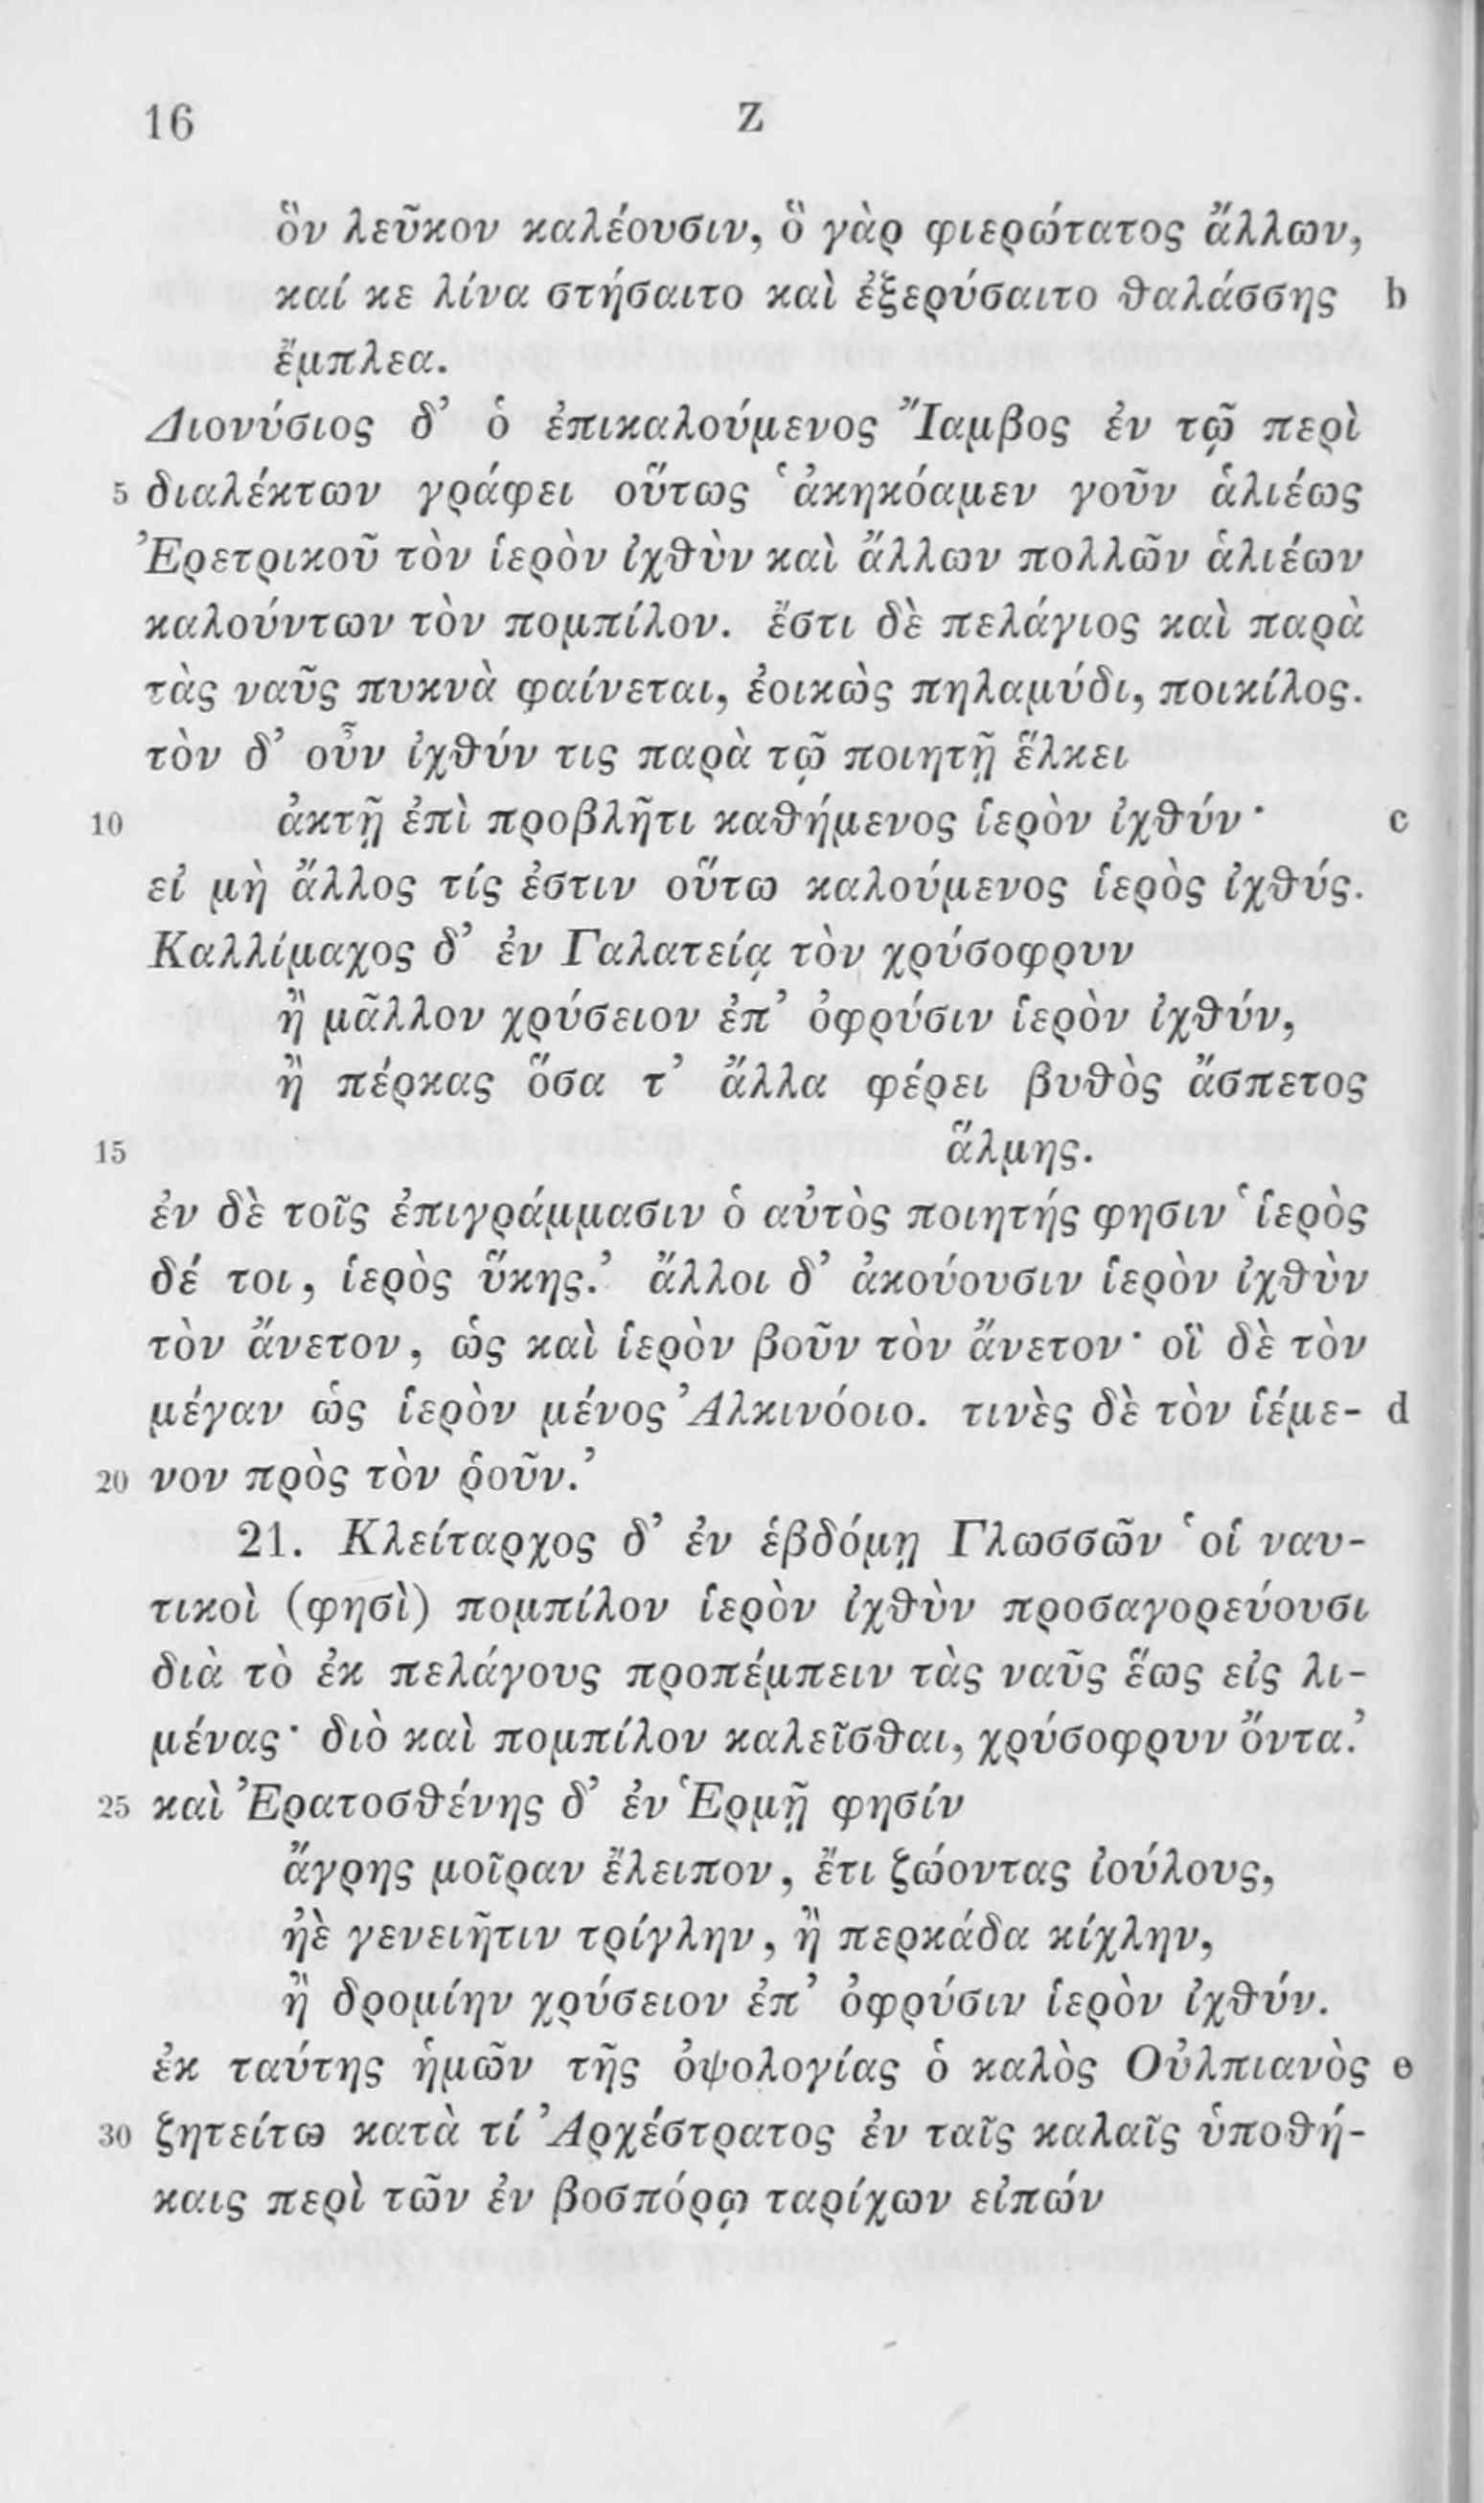 16 Z
ὃν λεῦκον καλέουσιν, ὃ γὰρ φιερώτατος ἄλλων,
καί κε λίνα στήσαιτο καὶ ἐξερύσαιτο θαλάσσης b
ἔμπλεα.
Διονύσιος δ’ ὁ ἐπικαλούμενος Ἴαμβος ἐν τῷ περὶ
5 διαλέκτων γράφει οὕτως ‘ἀκηκόαμεν γοῦν ἁλιέως
Ἐρετρικοῦ τὸν ἱερὸν ἰχθὺν καὶ ἄλλων πολλῶν ἁλιέων
καλούντων τὸν πομπίλον. ἔστι δὲ πελάγιος καὶ παρὰ
τὰς ναῦς πυκνὰ φαίνεται, ἐοικὼς πηλαμύδι, ποικίλος.
τὸν δ’ οὖν ἰχθύν τις παρὰ τῷ ποιητῇ ἕλκει
10 ἀκτῇ ἐπὶ προβλῆτι καθήμενος ἱερὸν ἰχθύν· c
εἰ μὴ ἄλλος τίς ἐστιν οὕτω καλούμενος ἱερὸς ἰχθύς.
Καλλίμαχος δ’ ἐν Γαλατείᾳ τὸν χρύσοφρυν
ἢ μᾶλλον χρύσειον ἐπ’ ὀφρύσιν ἱερὸν ἰχθύν,
ἢ πέρκας ὅσα τ’ ἄλλα φέρει βυθὸς ἄσπετος
15 ἅλμης.
ἐν δὲ τοῖς ἐπιγράμμασιν ὁ αὐτὸς ποιητής φησιν ‘ἱερὸς
δέ τοι, ἱερὸς ὕκης.’ ἄλλοι δ’ ἀκούουσιν ἱερὸν ἰχθὺν
τὸν ἄνετον, ὡς καὶ ἱερὸν βοῦν τὸν ἄνετον· οἳ δὲ τὸν
μέγαν ὡς ἱερὸν μένος Ἀλκινόοιο. τινὲς δὲ τὸν ἱέμε- d
20 νον πρὸς τὸν ῥοῦν.’
21. Κλείταρχος δ’ ἐν ἑβδόμῃ Γλωσσῶν ‘οἱ ναυ-
τικοὶ (φησὶ) πομπίλον ἱερὸν ἰχθὺν προσαγορεύουσι
διὰ τὸ ἐκ πελάγους προπέμπειν τὰς ναῦς ἕως εἰς λι-
μένας· διὸ καὶ πομπίλον καλεῖσθαι, χρύσοφρυν ὄντα.’
25 καὶ Ἐρατοσθένης δ’ ἐν Ἑρμῇ φησίν
ἄγρης μοῖραν ἔλειπον, ἔτι ζώοντας ἰούλους,
ἠὲ γενειῆτιν τρίγλην, ἢ περκάδα κίχλην,
ἢ δρομίην χρύσειον ἐπ’ ὀφρύσιν ἱερὸν ἰχθύν.
ἐκ ταύτης ἡμῶν τῆς ὀψολογίας ὁ καλὸς Οὐλπιανὸς e
30 ζητείτω κατὰ τί Ἀρχέστρατος ἐν ταῖς καλαῖς ὑποθή-
καις περὶ τῶν ἐν βοσπόρῳ ταρίχων εἰπών